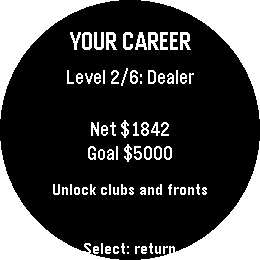 YOUR CAREER
Level 2/6: Dealer
Net $1842
Goal $5000
Unlock clubs and fronts
Select: return